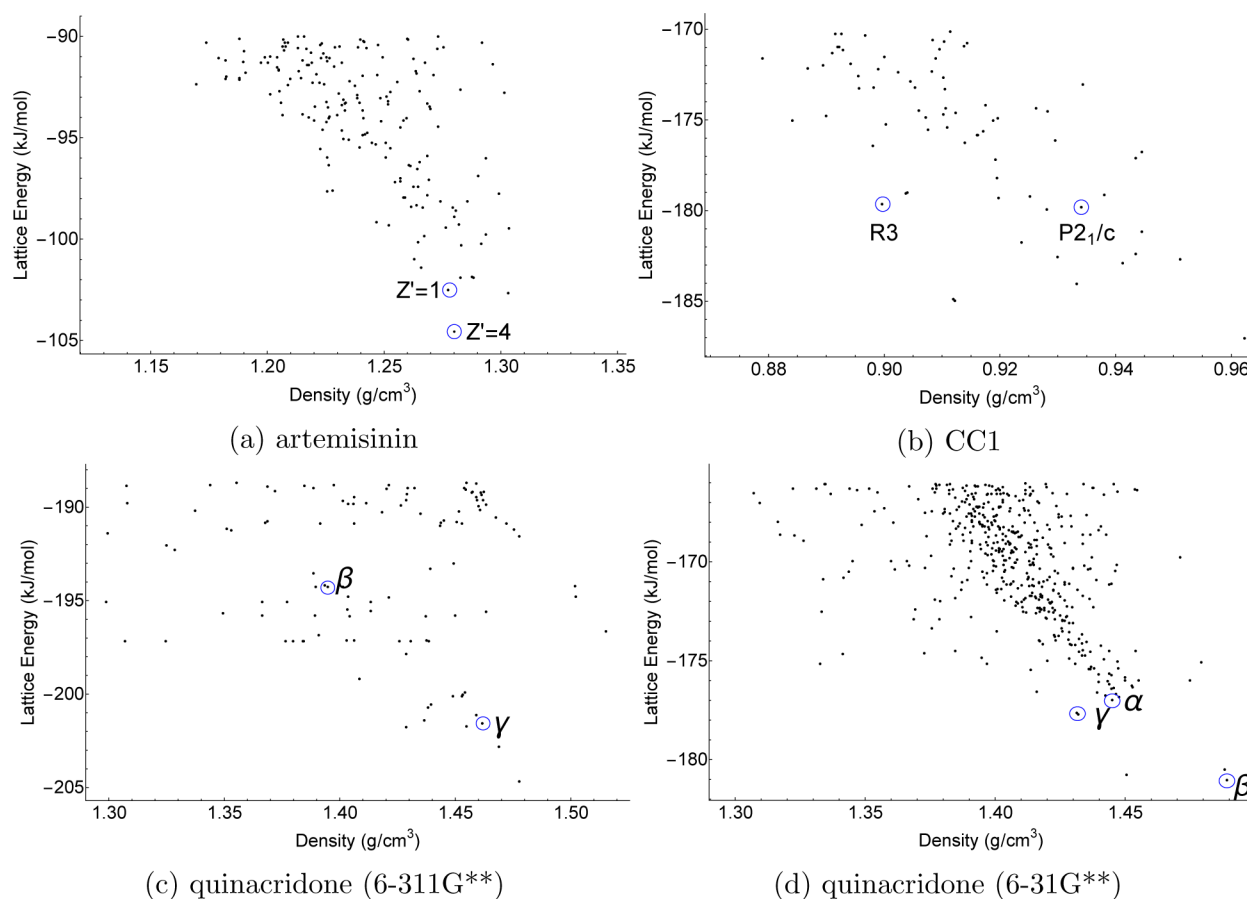 −90
−95
−100
−105
1.15 1.20 1.25 1.30 1.35
Lattice Energy (kJ/mol)
Density (g/cm³)
Z'=1
Z'=4
(a) artemisinin
−170
−175
−180
−185
0.88 0.90 0.92 0.94 0.96
Lattice Energy (kJ/mol)
Density (g/cm³)
R3
P2₁/c
(b) CC1
−190
−195
−200
−205
1.30 1.35 1.40 1.45 1.50
Lattice Energy (kJ/mol)
Density (g/cm³)
β
γ
(c) quinacridone (6-311G**)
−170
−175
−180
1.30 1.35 1.40 1.45
Lattice Energy (kJ/mol)
Density (g/cm³)
γ
α
β
(d) quinacridone (6-31G**)